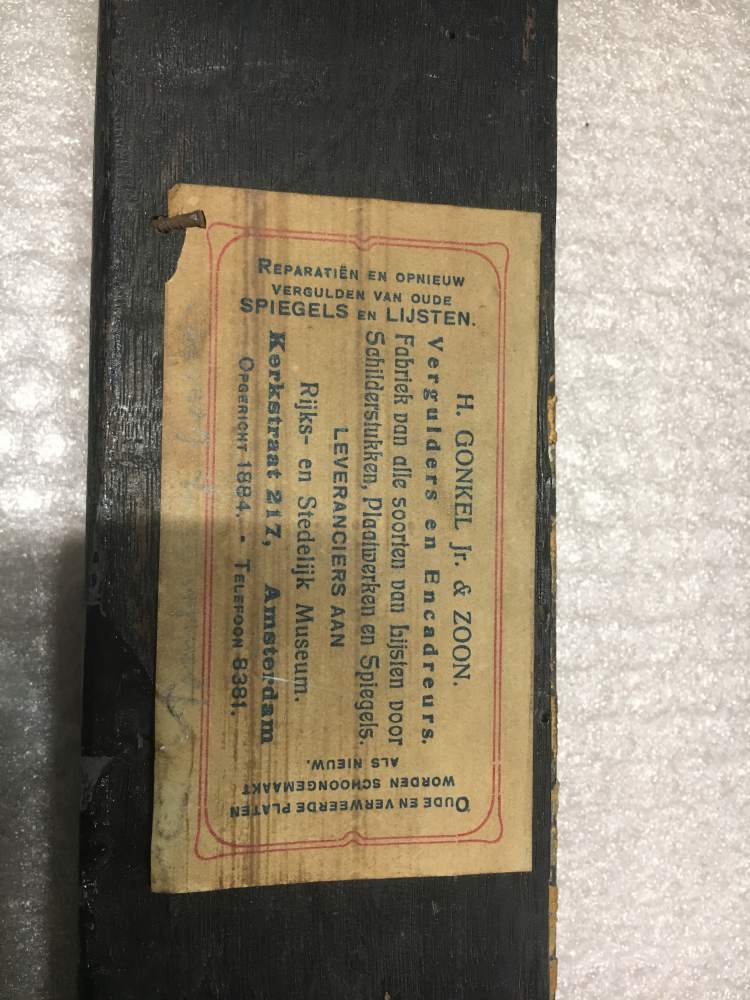 H. GONKEL Jr. & ZOON.
Vergulders en Encadreurs.
Fabriek van alle soorten van Lijsten voor
Schilderstukken, Plaatwerken en Spiegels.
LEVERANCIERS AAN
Rijks- en Stedelijk Museum.
Kerkstraat 217, Amsterdam
OPGERICHT 1884. • TELEFOON 8381.
REPARATIËN EN OPNIEUW
VERGULDEN VAN OUDE
SPIEGELS EN LIJSTEN.
OUDE EN VERWEERDE PLATEN
WORDEN SCHOONGEMAAKT
ALS NIEUW.